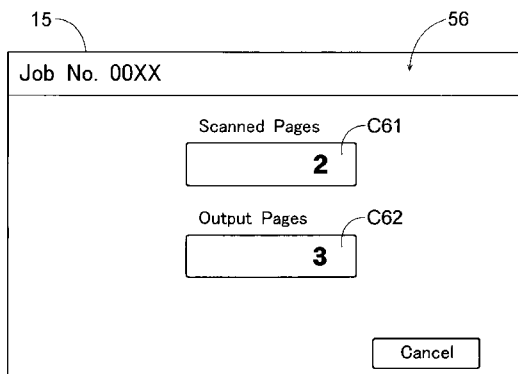 15
56
Job No. 00XX
Scanned Pages
C61
2
Output Pages
C62
3
Cancel